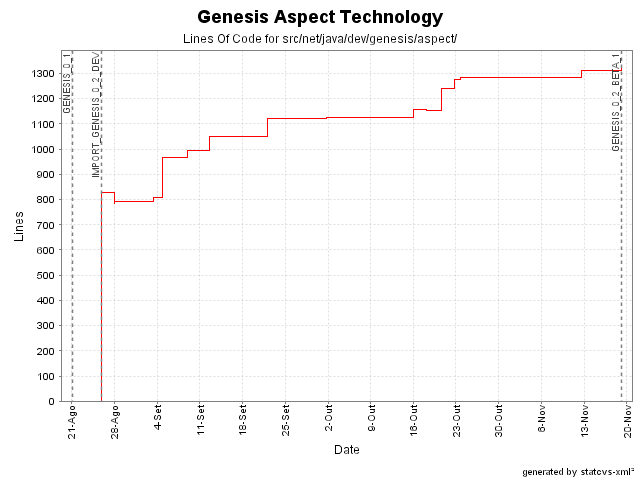 Genesis Aspect Technology
Lines Of Code for src/net/java/dev/genesis/aspect/
GENESIS_0_1
IMPORT_GENESIS_0_2_DEV
GENESIS_0_2_BETA_1
Lines
1300
1200
1100
1000
900
800
700
600
500
400
300
200
100
0
21-Ago
28-Ago
4-Set
11-Set
18-Set
25-Set
2-Out
9-Out
16-Out
23-Out
30-Out
6-Nov
13-Nov
20-Nov
Date
generated by statcvs-xml²